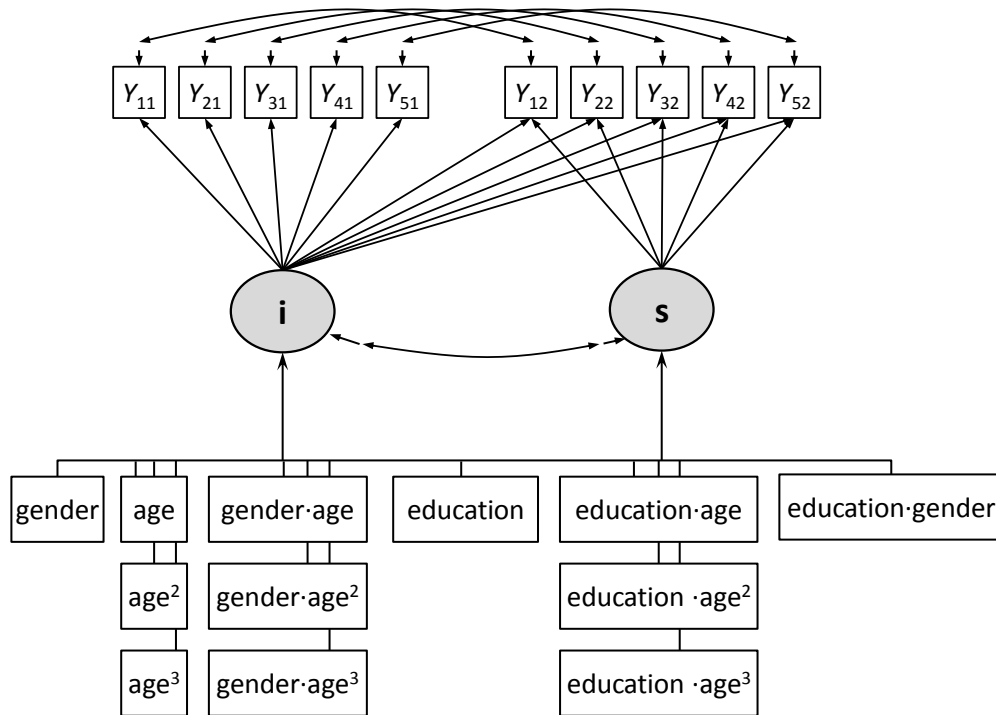 Y₁₁ Y₂₁ Y₃₁ Y₄₁ Y₅₁ Y₁₂ Y₂₂ Y₃₂ Y₄₂ Y₅₂
i s
gender age gender·age education education·age education·gender
age² gender·age² education ·age²
age³ gender·age³ education ·age³